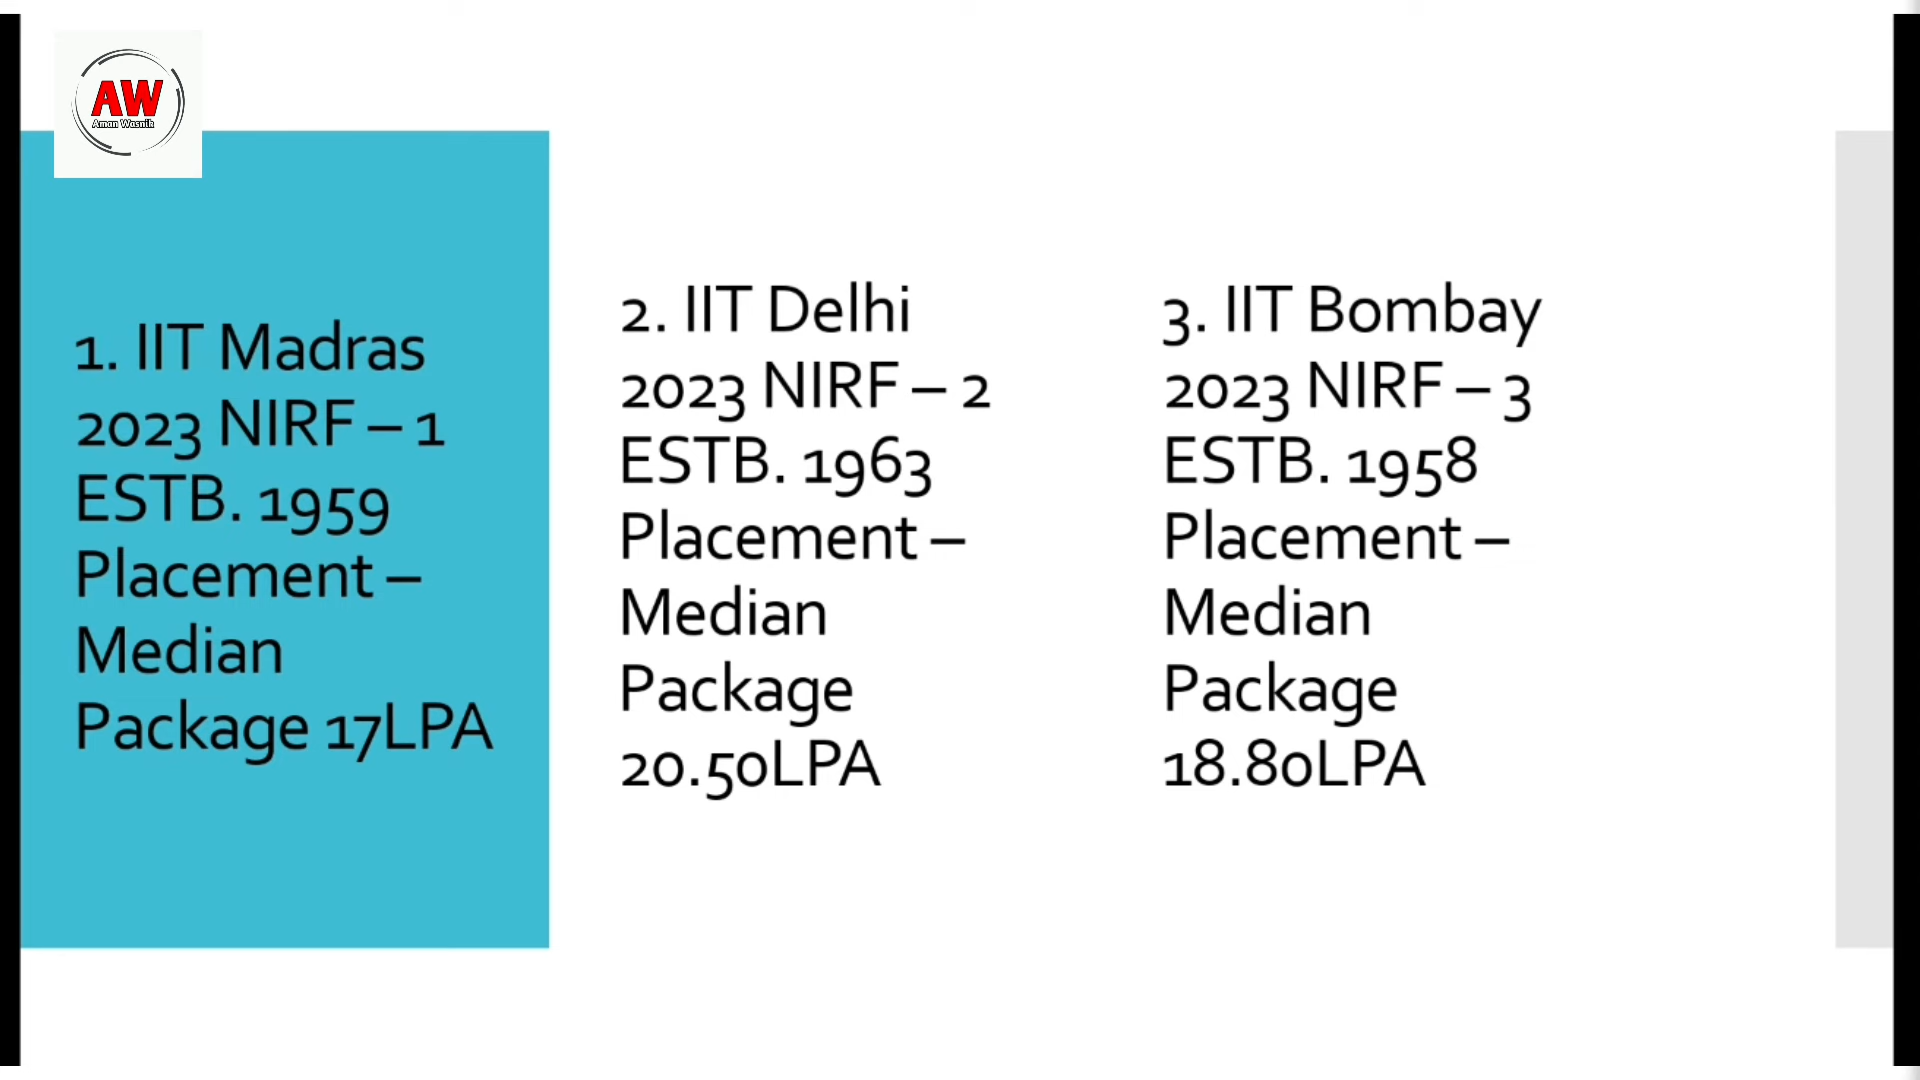 AW
Aman Wasnik
1. IIT Madras
2023 NIRF – 1
ESTB. 1959
Placement –
Median
Package 17LPA
2. IIT Delhi
2023 NIRF – 2
ESTB. 1963
Placement –
Median
Package
20.50LPA
3. IIT Bombay
2023 NIRF – 3
ESTB. 1958
Placement –
Median
Package
18.80LPA